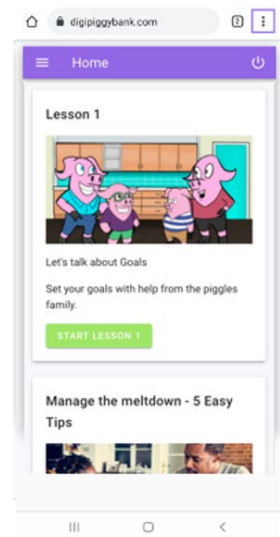 digipiggybank.com
2
Home
Lesson 1
Let's talk about Goals
Set your goals with help from the piggles
family.
START LESSON 1
Manage the meltdown - 5 Easy
Tips